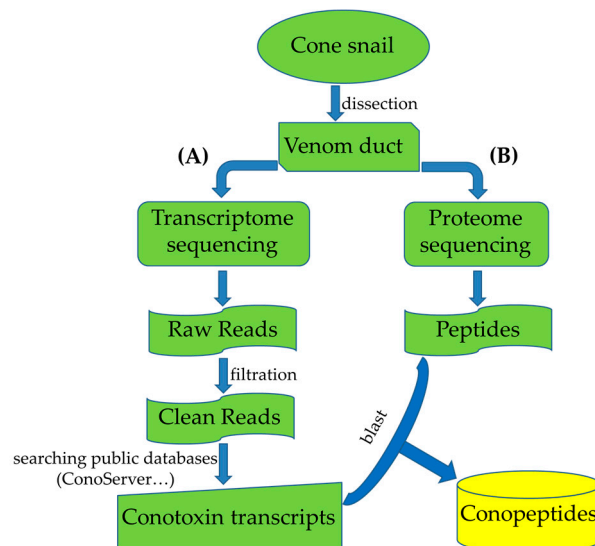 Cone snail
dissection
Venom duct
(A)
(B)
Transcriptome
sequencing
Proteome
sequencing
Raw Reads
Peptides
filtration
Clean Reads
blast
searching public databases
(ConoServer...)
Conotoxin transcripts
Conopeptides